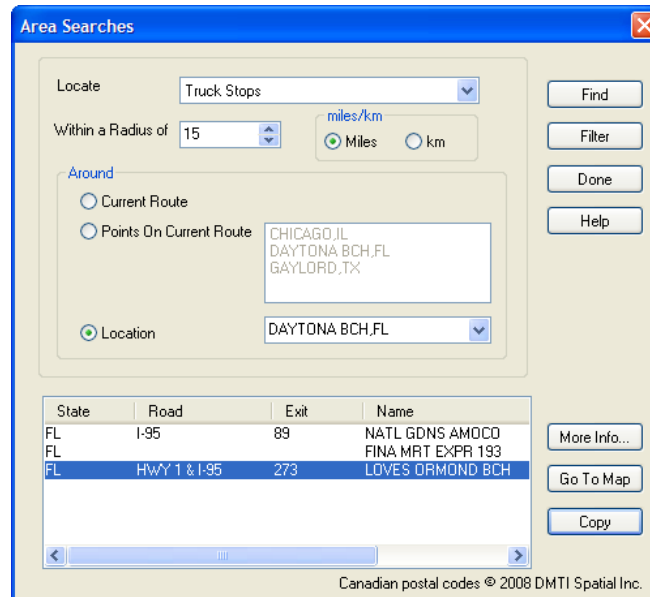 Area Searches
Locate Truck Stops Find
Within a Radius of 15 miles/km Miles km Filter
Around Done
Current Route
Points On Current Route CHICAGO,IL Help
DAYTONA BCH,FL
GAYLORD,TX
Location DAYTONA BCH,FL
State Road Exit Name
FL I-95 89 NATL GDNS AMOCO More Info...
FL FINA MRT EXPR 193
FL HWY 1 & I-95 273 LOVES ORMOND BCH Go To Map
Copy
Canadian postal codes © 2008 DMTI Spatial Inc.